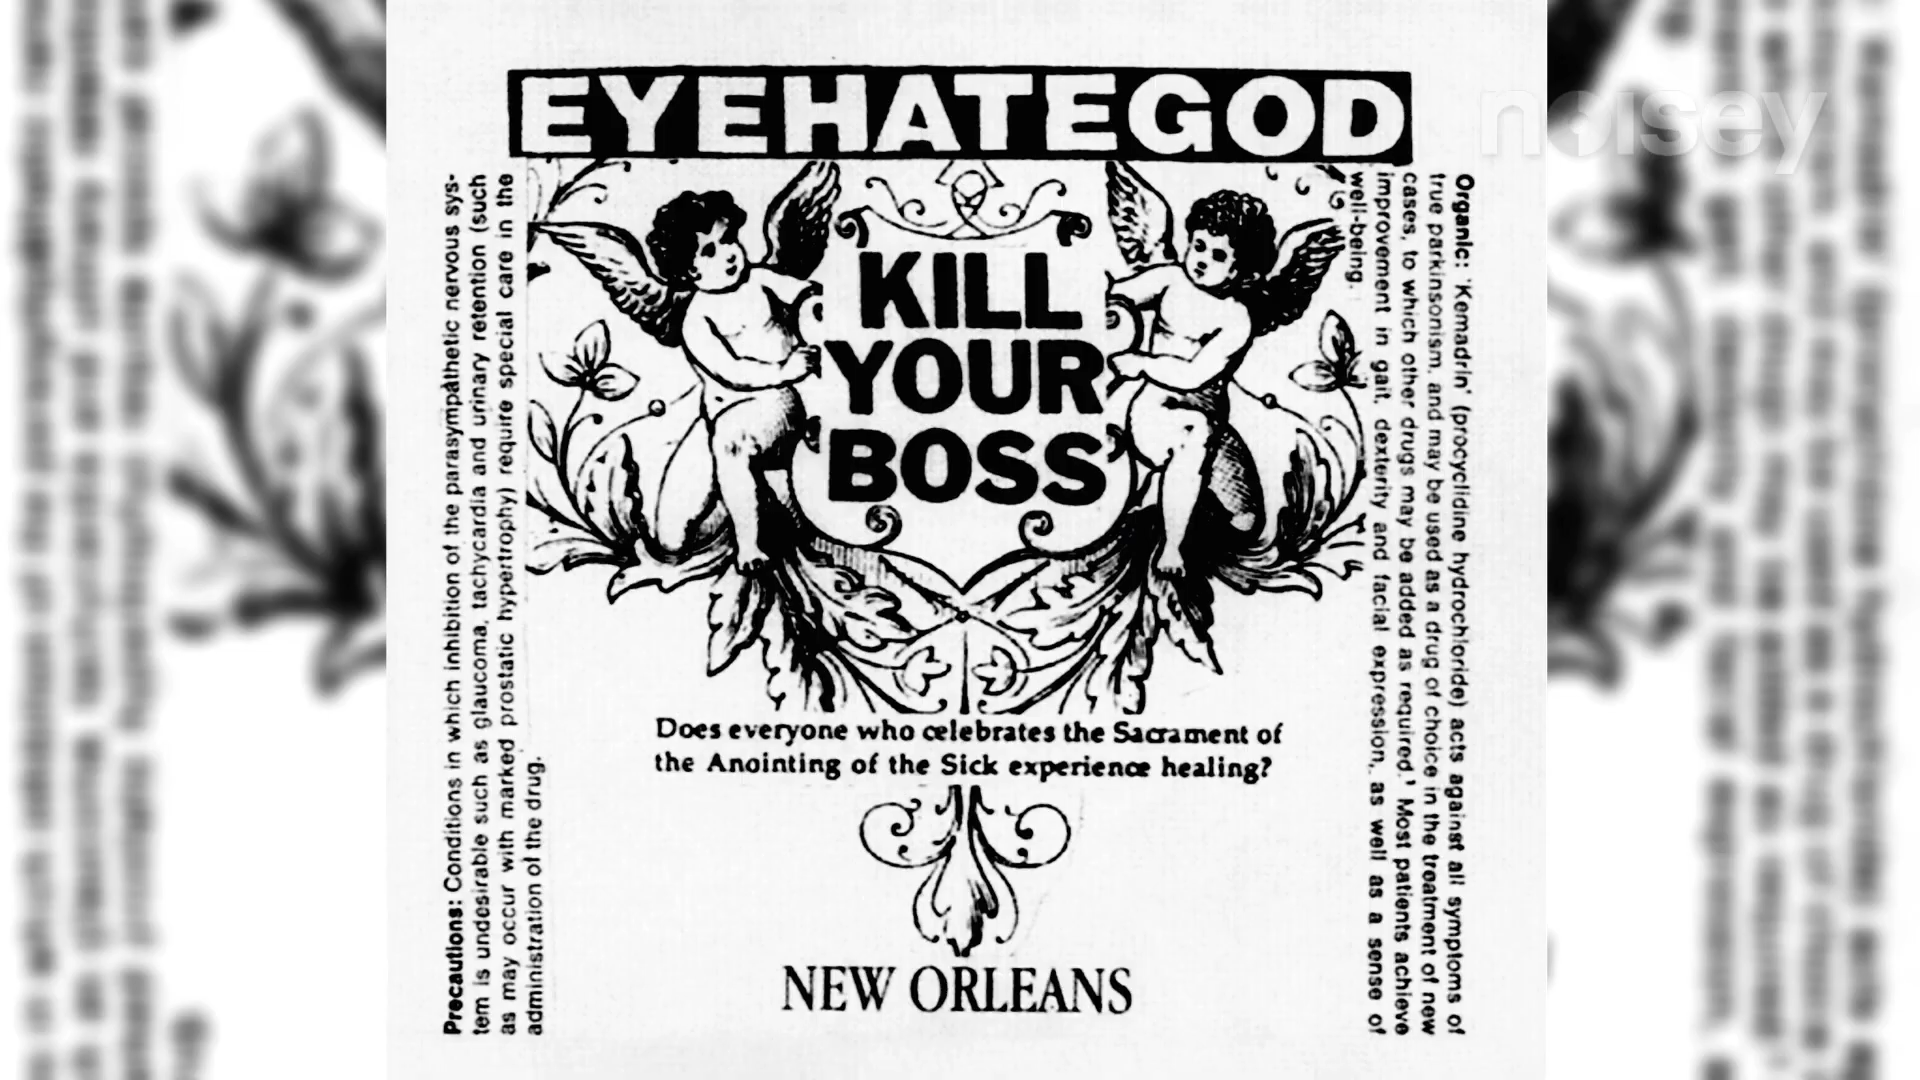 EYEHATEGOD
noisey
KILL
YOUR
BOSS
Does everyone who celebrates the Sacrament of
the Anointing of the Sick experience healing?
NEW ORLEANS
Precautions: Conditions in which inhibition of the parasympathetic nervous sys-
tem is undesirable such as glaucoma, tachycardia and urinary retention (such
as may occur with marked prostatic hypertrophy) require special care in the
administration of the drug.
Organic: 'Kemadrin' (procyclidine hydrochloride) acts against all symptoms of
true parkinsonism, and may be used as a drug of choice in the treatment of new
cases, to which other drugs may be added as required.¹ Most patients achieve
improvement in gait, dexterity and facial expression, as well as a sense of
well-being.